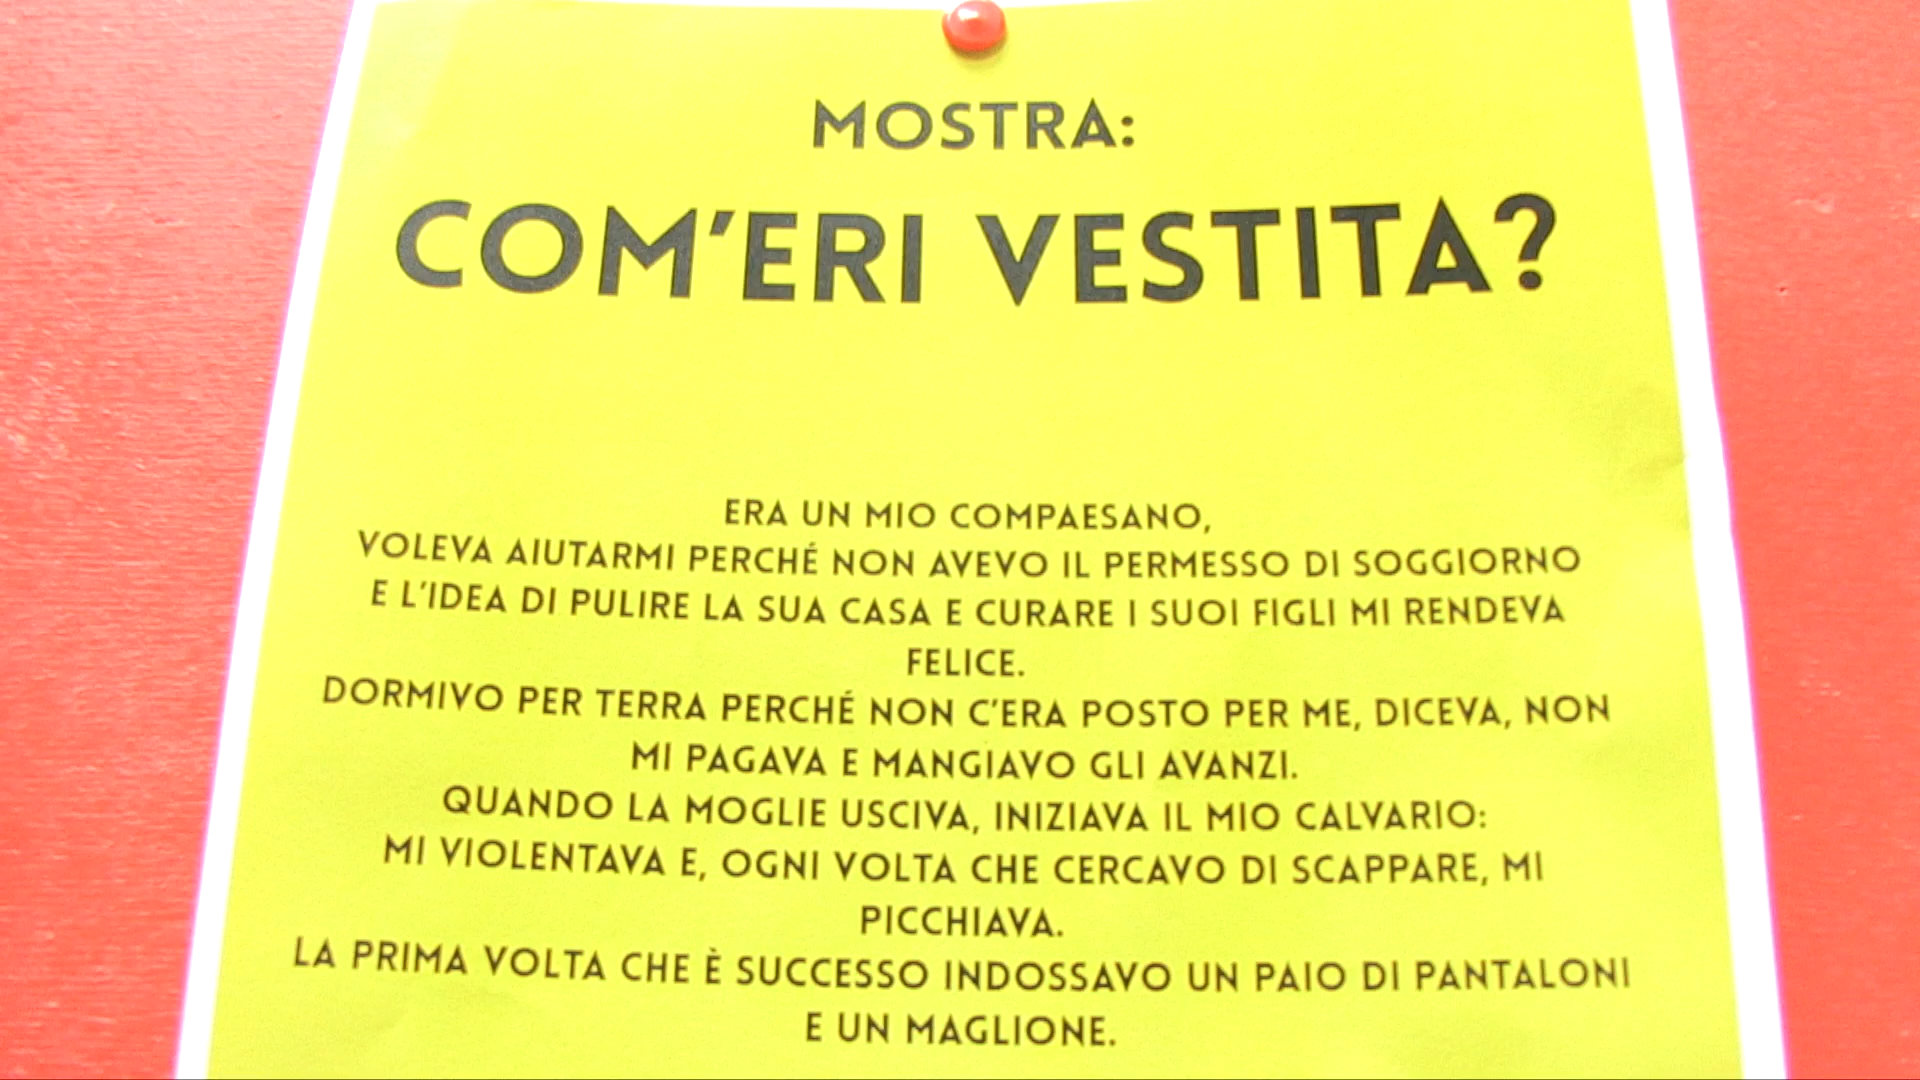 MOSTRA:
COM'ERI VESTITA?
ERA UN MIO COMPAESANO,
VOLEVA AIUTARMI PERCHÉ NON AVEVO IL PERMESSO DI SOGGIORNO
E L'IDEA DI PULIRE LA SUA CASA E CURARE I SUOI FIGLI MI RENDEVA
FELICE.
DORMIVO PER TERRA PERCHÉ NON C'ERA POSTO PER ME, DICEVA, NON
MI PAGAVA E MANGIAVO GLI AVANZI.
QUANDO LA MOGLIE USCIVA, INIZIAVA IL MIO CALVARIO:
MI VIOLENTAVA E, OGNI VOLTA CHE CERCAVO DI SCAPPARE, MI
PICCHIAVA.
LA PRIMA VOLTA CHE È SUCCESSO INDOSSAVO UN PAIO DI PANTALONI
E UN MAGLIONE.